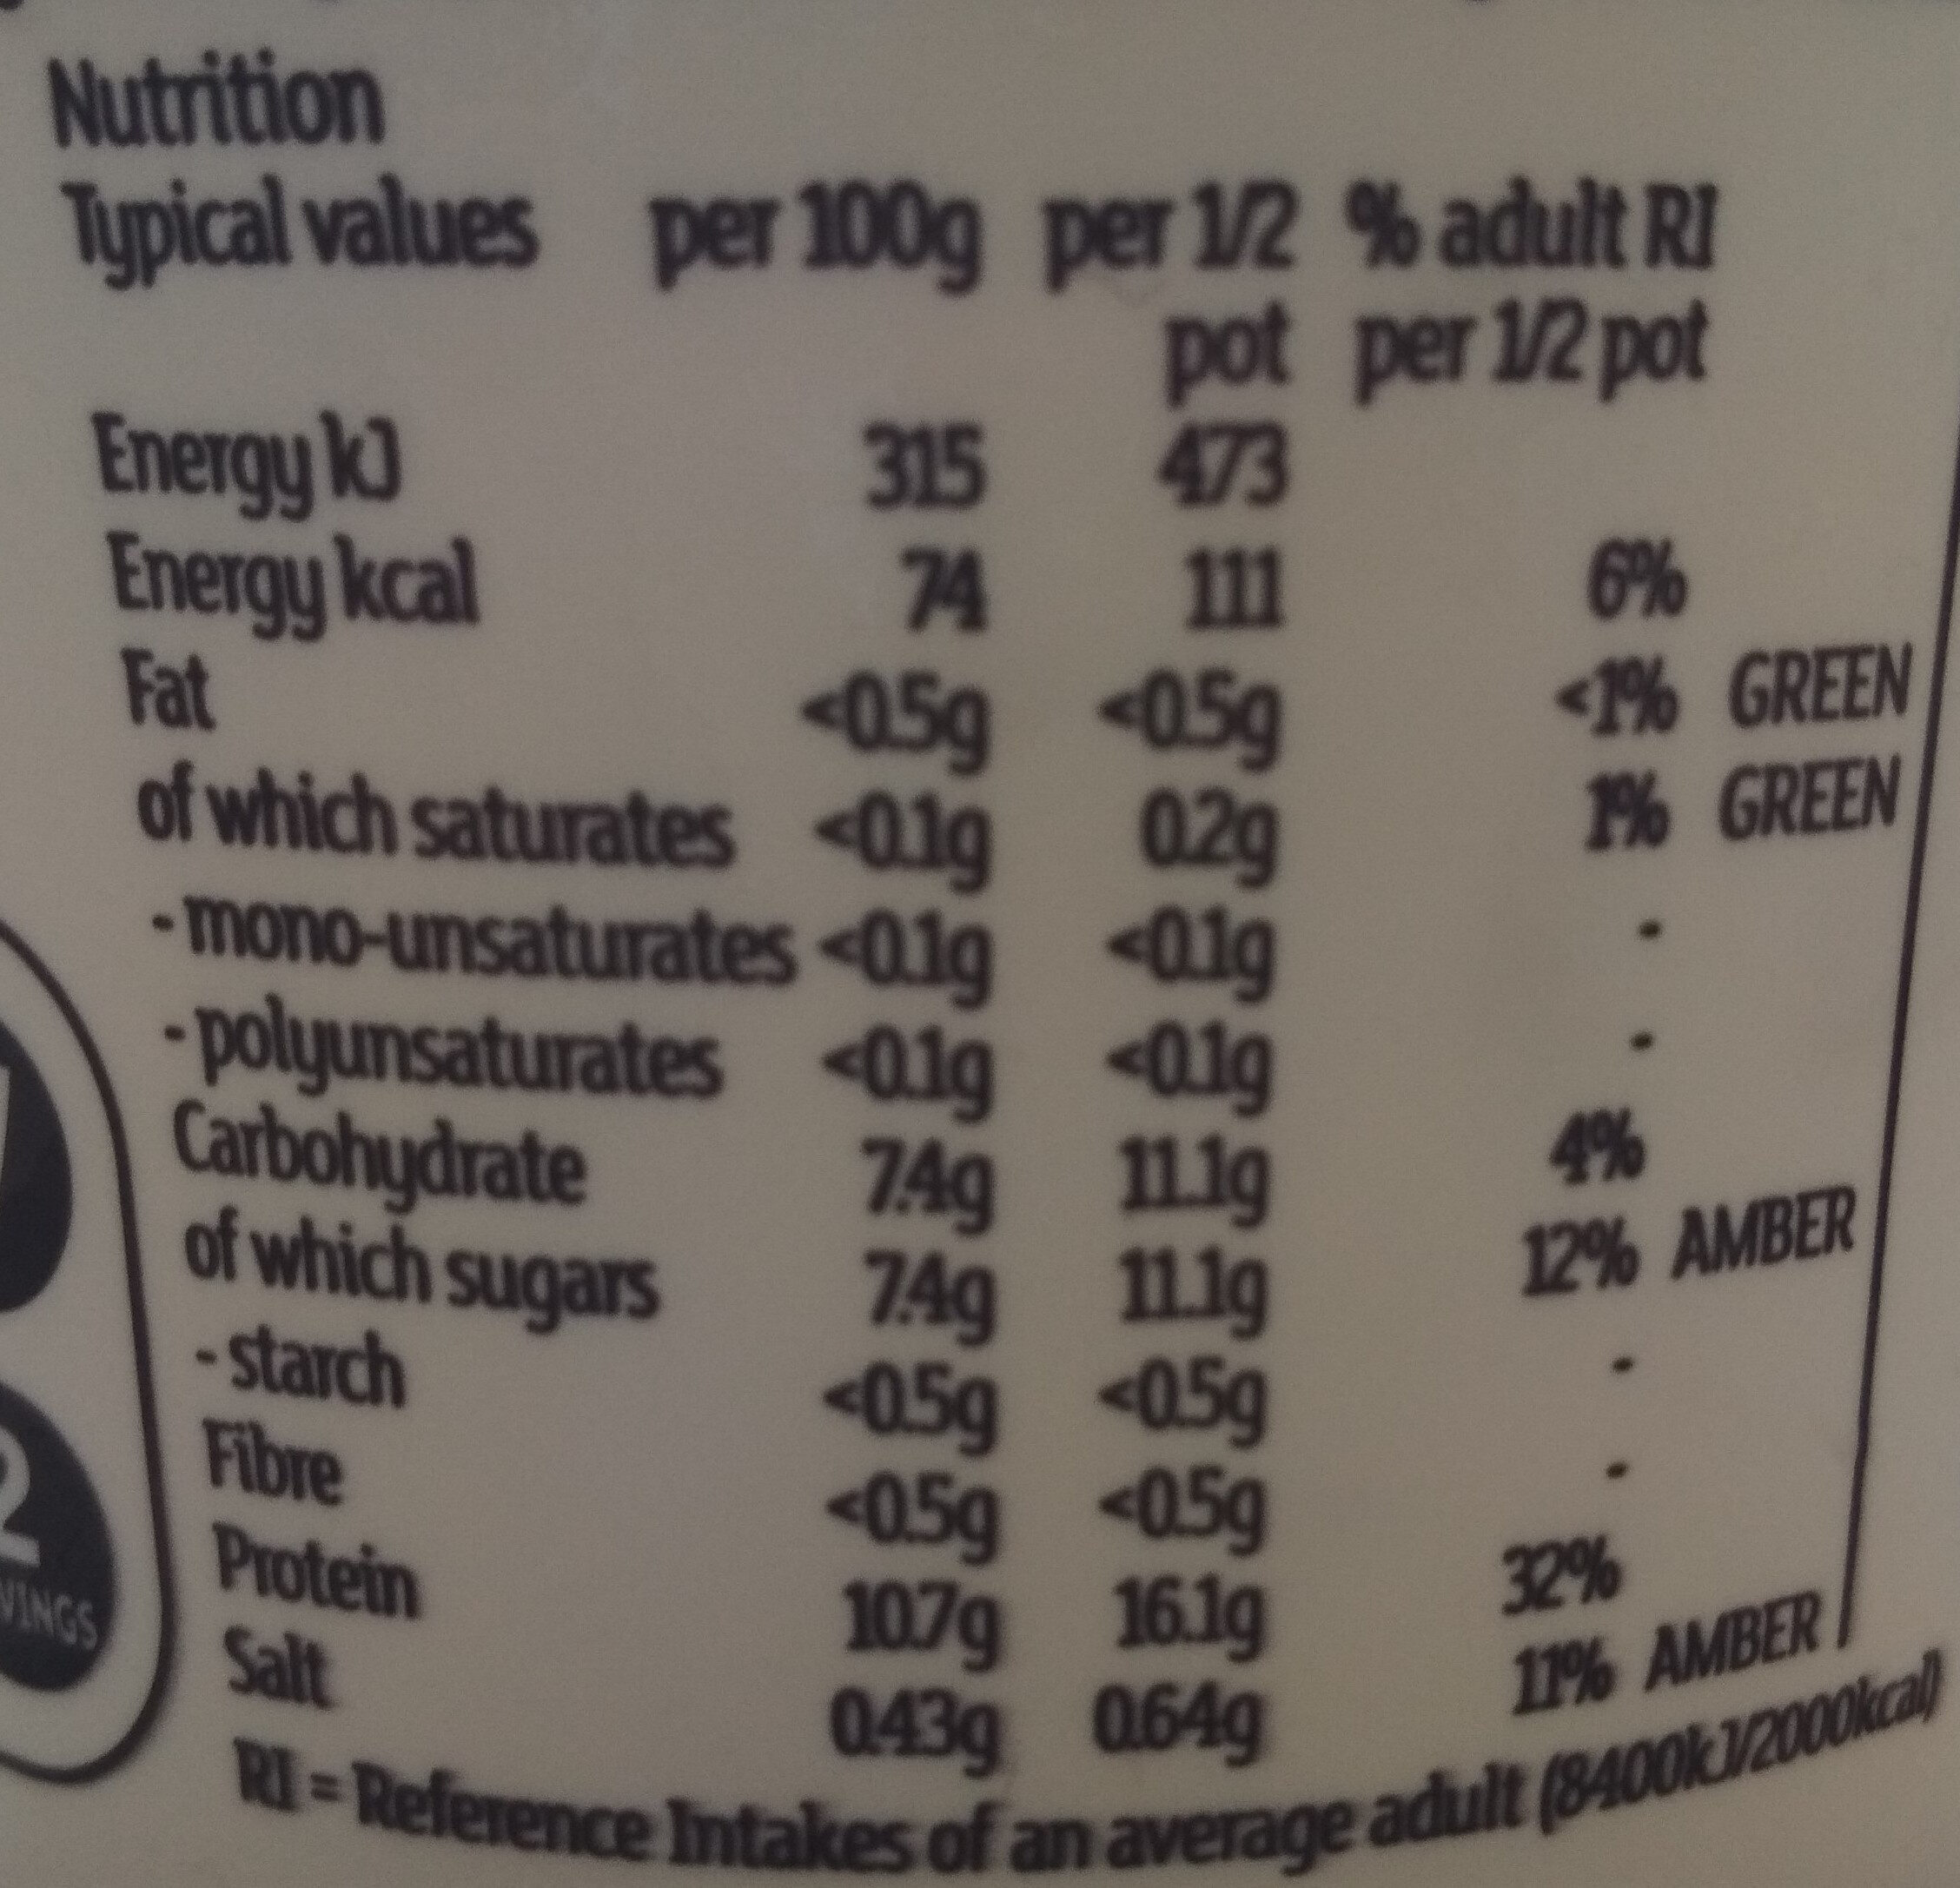 Nutrition
Typical values per 100g per 1/2 % adult RI
pot per 1/2 pot
Energy kJ 315 473
Energy kcal 74 111 6%
Fat <0.5g <0.5g <1% GREEN
of which saturates <0.1g 0.2g 1% GREEN
- mono-unsaturates <0.1g <0.1g -
- polyunsaturates <0.1g <0.1g -
Carbohydrate 7.4g 11.1g 4%
of which sugars 7.4g 11.1g 12% AMBER
- starch <0.5g <0.5g -
Fibre <0.5g <0.5g -
Protein 10.7g 16.1g 32%
Salt 0.43g 0.64g 11% AMBER
RI = Reference Intakes of an average adult (8400kJ/2000kcal)
2